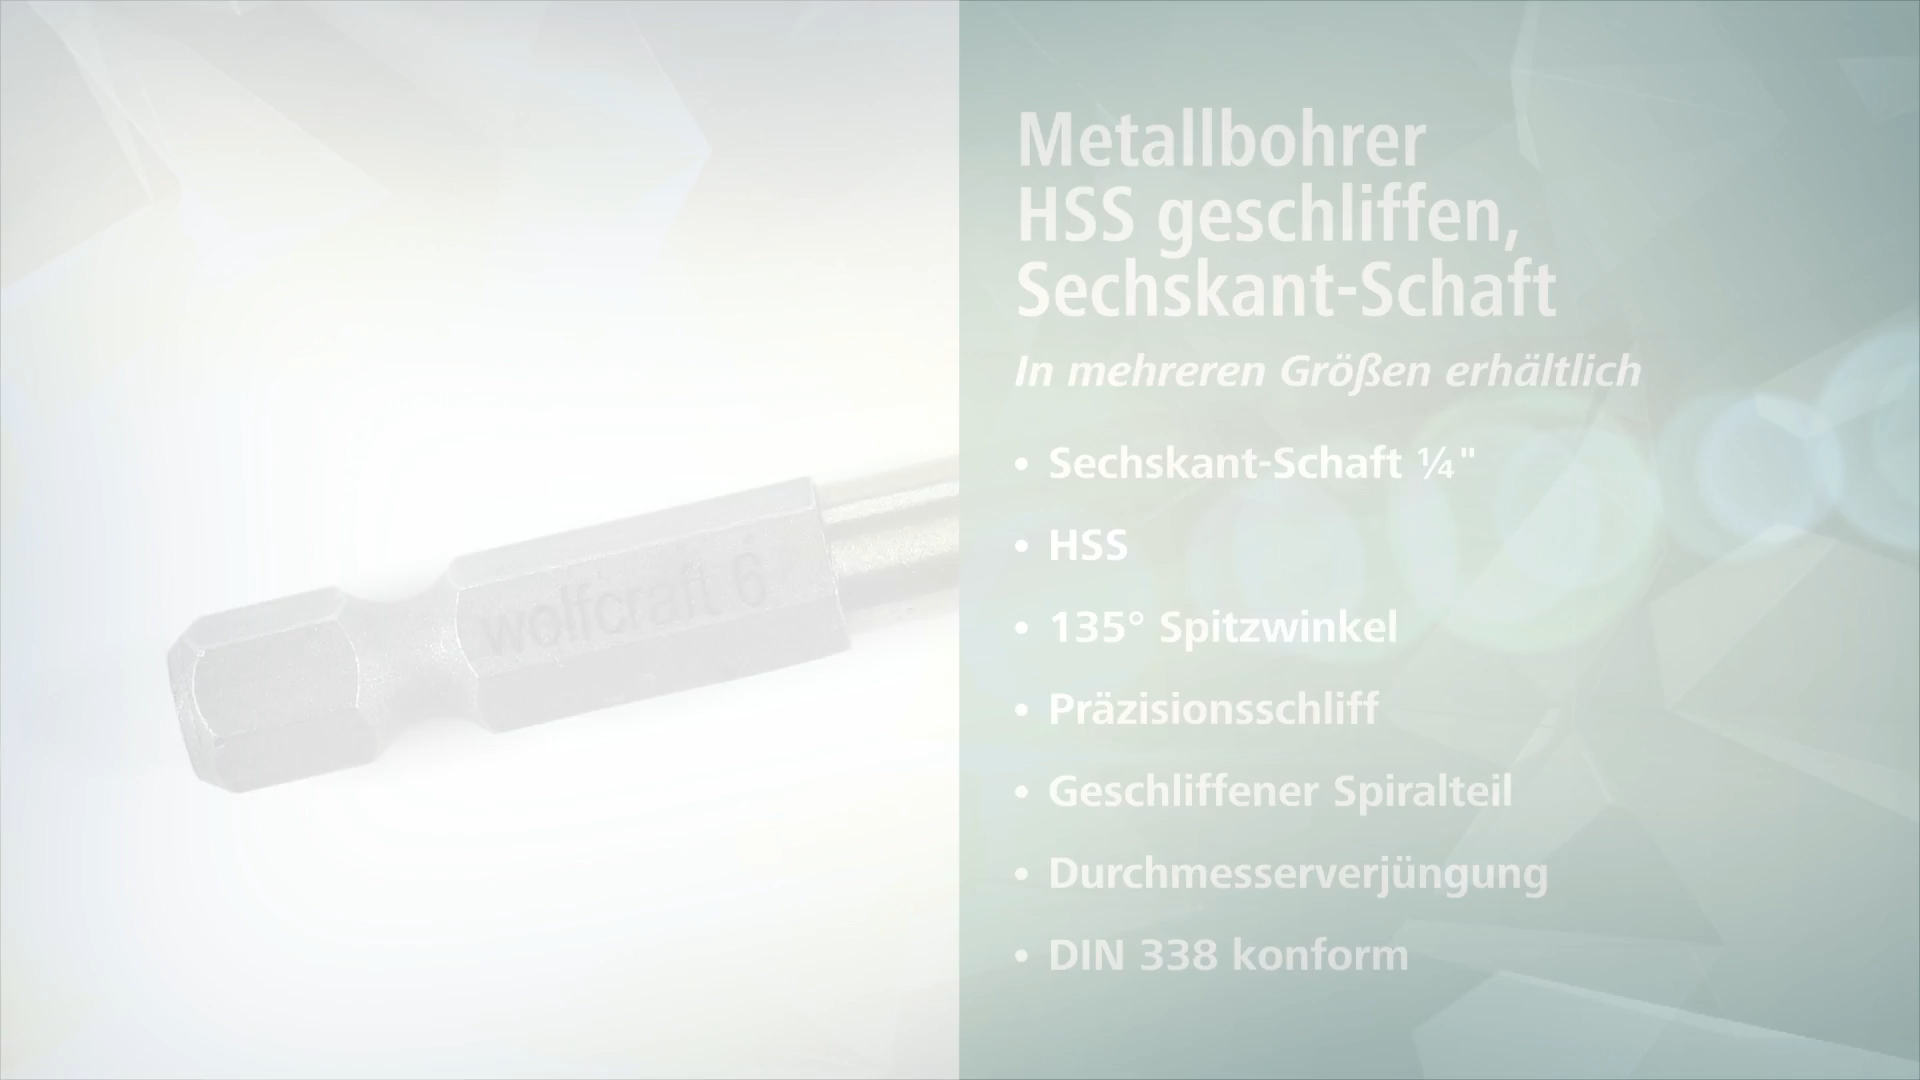 Metallbohrer
HSS geschliffen,
Sechskant-Schaft
In mehreren Größen erhältlich
• Sechskant-Schaft ¼"
• HSS
• 135° Spitzwinkel
• Präzisionsschliff
• Geschliffener Spiralteil
• Durchmesserverjüngung
• DIN 338 konform
wolfcraft 6